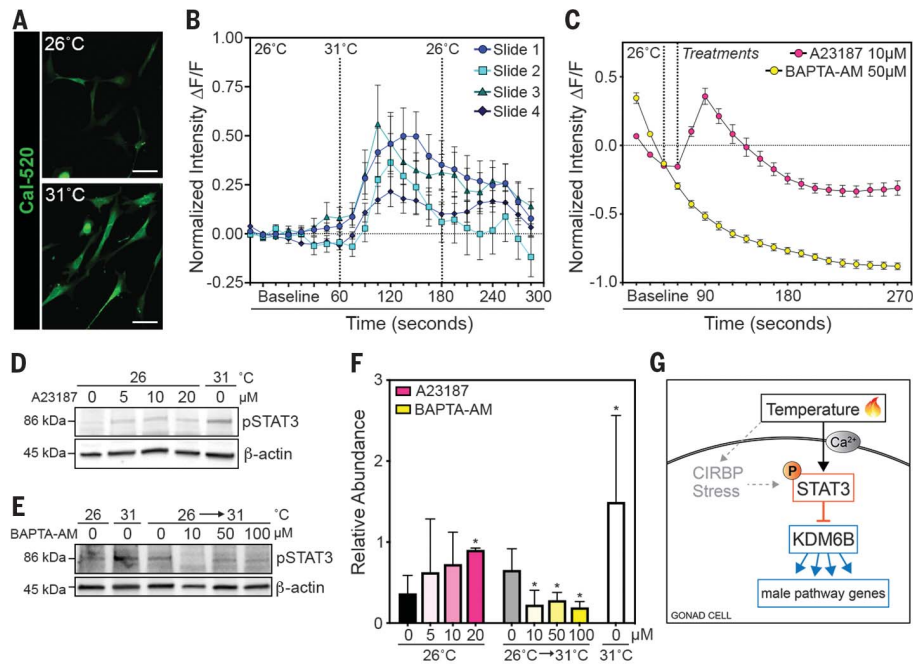 A
26˚C
31˚C
Cal-520
B
Normalized Intensity ΔF/F
1.00
0.75
0.50
0.25
0.00
-0.25
26˚C
31˚C
26˚C
Slide 1
Slide 2
Slide 3
Slide 4
Baseline
60
120
180
240
300
Time (seconds)
C
Normalized Intensity ΔF/F
0.5
0.0
-0.5
-1.0
26˚C
Treatments
A23187 10μM
BAPTA-AM 50μM
Baseline
90
180
270
Time (seconds)
D
26
31
˚C
A23187
0
5
10
20
0
μM
86 kDa
pSTAT3
45 kDa
β-actin
E
26
31
26 → 31
˚C
BAPTA-AM
0
0
0
10
50
100
μM
86 kDa
pSTAT3
45 kDa
β-actin
F
Relative Abundance
3
2
1
0
A23187
BAPTA-AM
*
*
*
*
*
0
5
10
20
0
10
50
100
0
μM
26˚C
26˚C→31˚C
31˚C
G
Temperature
Ca²⁺
CIRBP
Stress
P
STAT3
KDM6B
male pathway genes
GONAD CELL